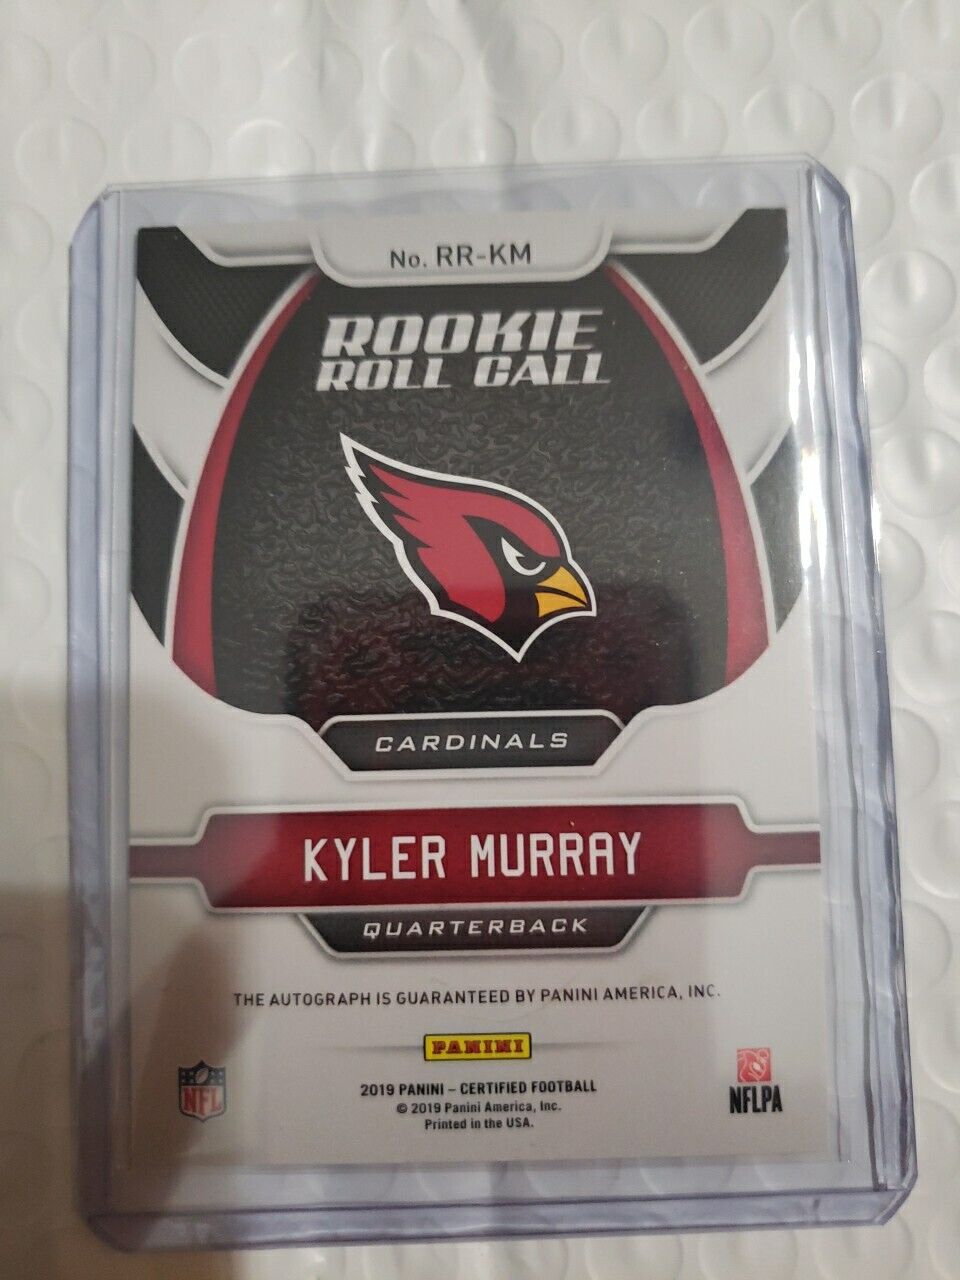 No. RR-KM
ROOKIE
ROLL CALL
CARDINALS
KYLER MURRAY
QUARTERBACK
THE AUTOGRAPH IS GUARANTEED BY PANINI AMERICA, INC.
PANINI
2019 PANINI – CERTIFIED FOOTBALL
© 2019 Panini America, Inc.
Printed in the USA.
NFL
NFLPA